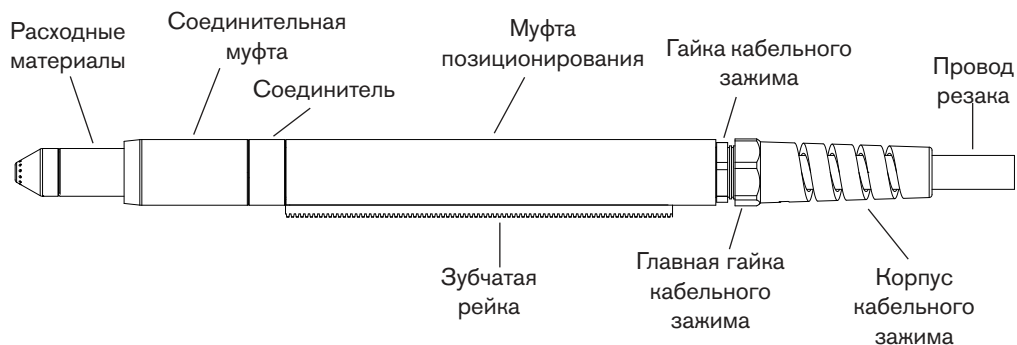 Расходные
материалы
Соединительная
муфта
Соединитель
Муфта
позиционирования
Гайка кабельного
зажима
Провод
резака
Зубчатая
рейка
Главная гайка
кабельного
зажима
Корпус
кабельного
зажима